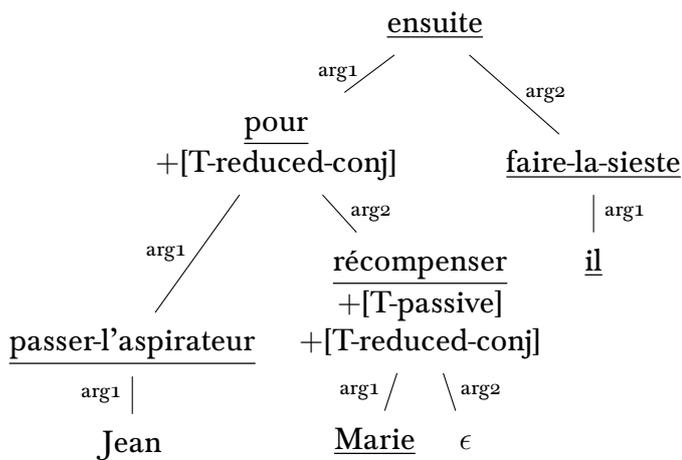 ensuite
arg1
arg2
pour
+[T-reduced-conj]
faire-la-sieste
arg1
arg2
arg1
récompenser
+[T-passive]
+[T-reduced-conj]
il
passer-l’aspirateur
arg1
arg1
arg2
Jean
Marie
ϵ